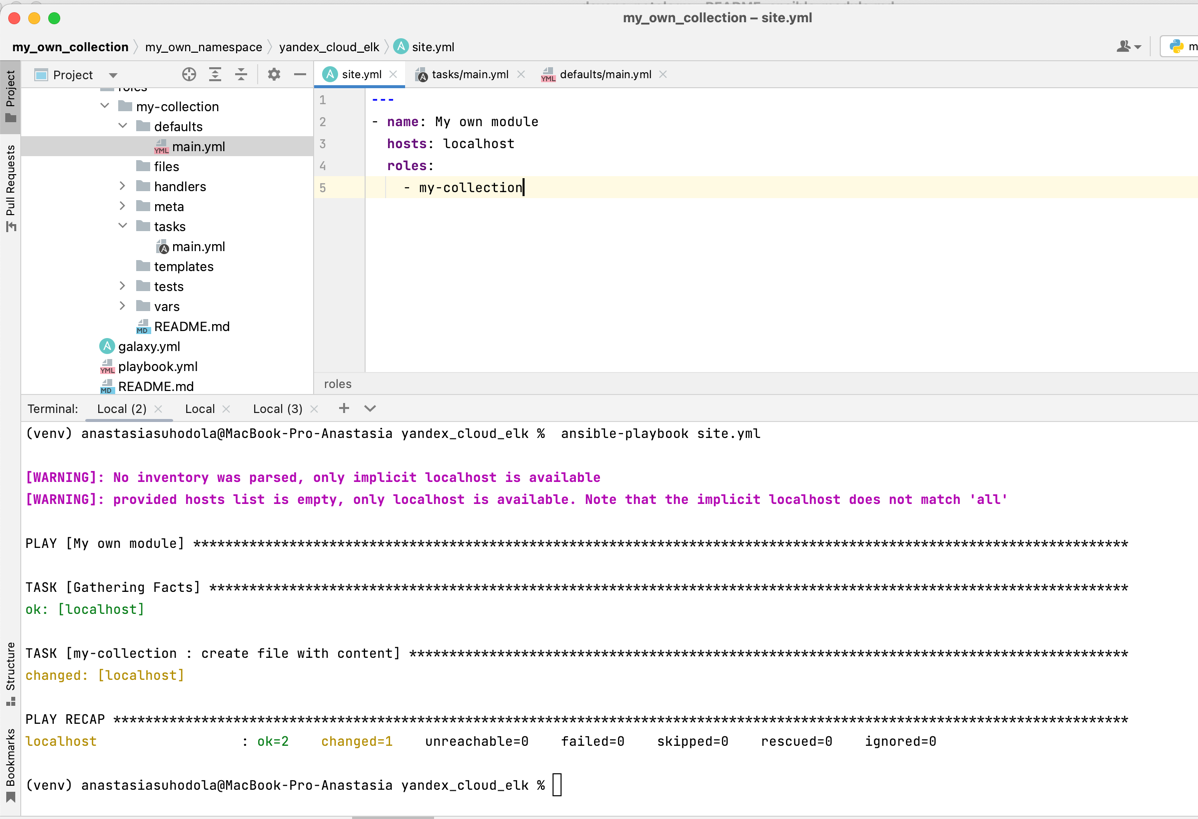 my_own_collection – site.yml
my_own_collection my_own_namespace yandex_cloud_elk site.yml
Project
site.yml tasks/main.yml defaults/main.yml
Project
Pull Requests
Structure
Bookmarks
roles
my-collection
defaults
main.yml
files
handlers
meta
tasks
main.yml
templates
tests
vars
README.md
galaxy.yml
playbook.yml
README.md
1 ---
2 - name: My own module
3 hosts: localhost
4 roles:
5 - my-collection
roles
Terminal: Local (2) Local Local (3)
(venv) anastasiasuhodola@MacBook-Pro-Anastasia yandex_cloud_elk % ansible-playbook site.yml
[WARNING]: No inventory was parsed, only implicit localhost is available
[WARNING]: provided hosts list is empty, only localhost is available. Note that the implicit localhost does not match 'all'
PLAY [My own module] *********************************************************************************************************************
TASK [Gathering Facts] *******************************************************************************************************************
ok: [localhost]
TASK [my-collection : create file with content] ******************************************************************************************
changed: [localhost]
PLAY RECAP *******************************************************************************************************************************
localhost : ok=2 changed=1 unreachable=0 failed=0 skipped=0 rescued=0 ignored=0
(venv) anastasiasuhodola@MacBook-Pro-Anastasia yandex_cloud_elk %